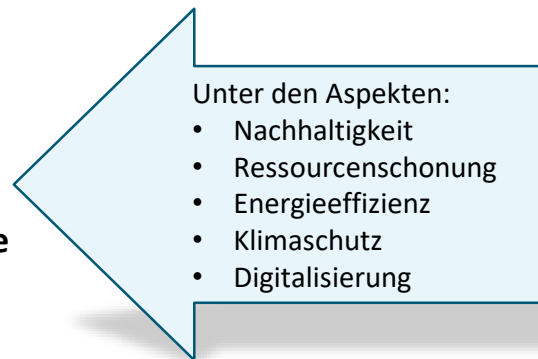 Unter den Aspekten:
• Nachhaltigkeit
• Ressourcenschonung
• Energieeffizienz
• Klimaschutz
e
• Digitalisierung